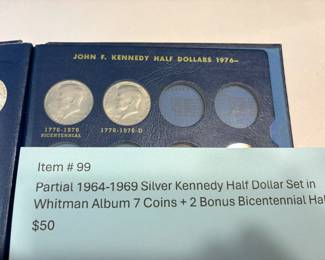 JOHN F. KENNEDY HALF DOLLARS 1976—
1776-1976
BICENTENNIAL
1776-1976-D
Item # 99
Partial 1964-1969 Silver Kennedy Half Dollar Set in
Whitman Album 7 Coins + 2 Bonus Bicentennial Hal
$50